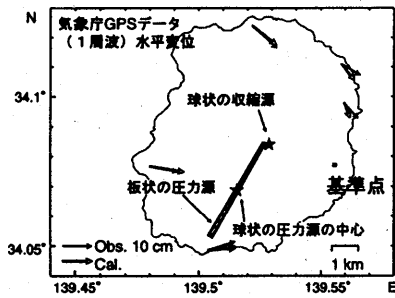 N
気象庁GPSデータ
(1周波)水平変位
34.1°
球状の収縮源
板状の圧力源
基準点
球状の圧力源の中心
34.05°
Obs. 10 cm
Cal.
1 km
139.45° 139.5° 139.55° E